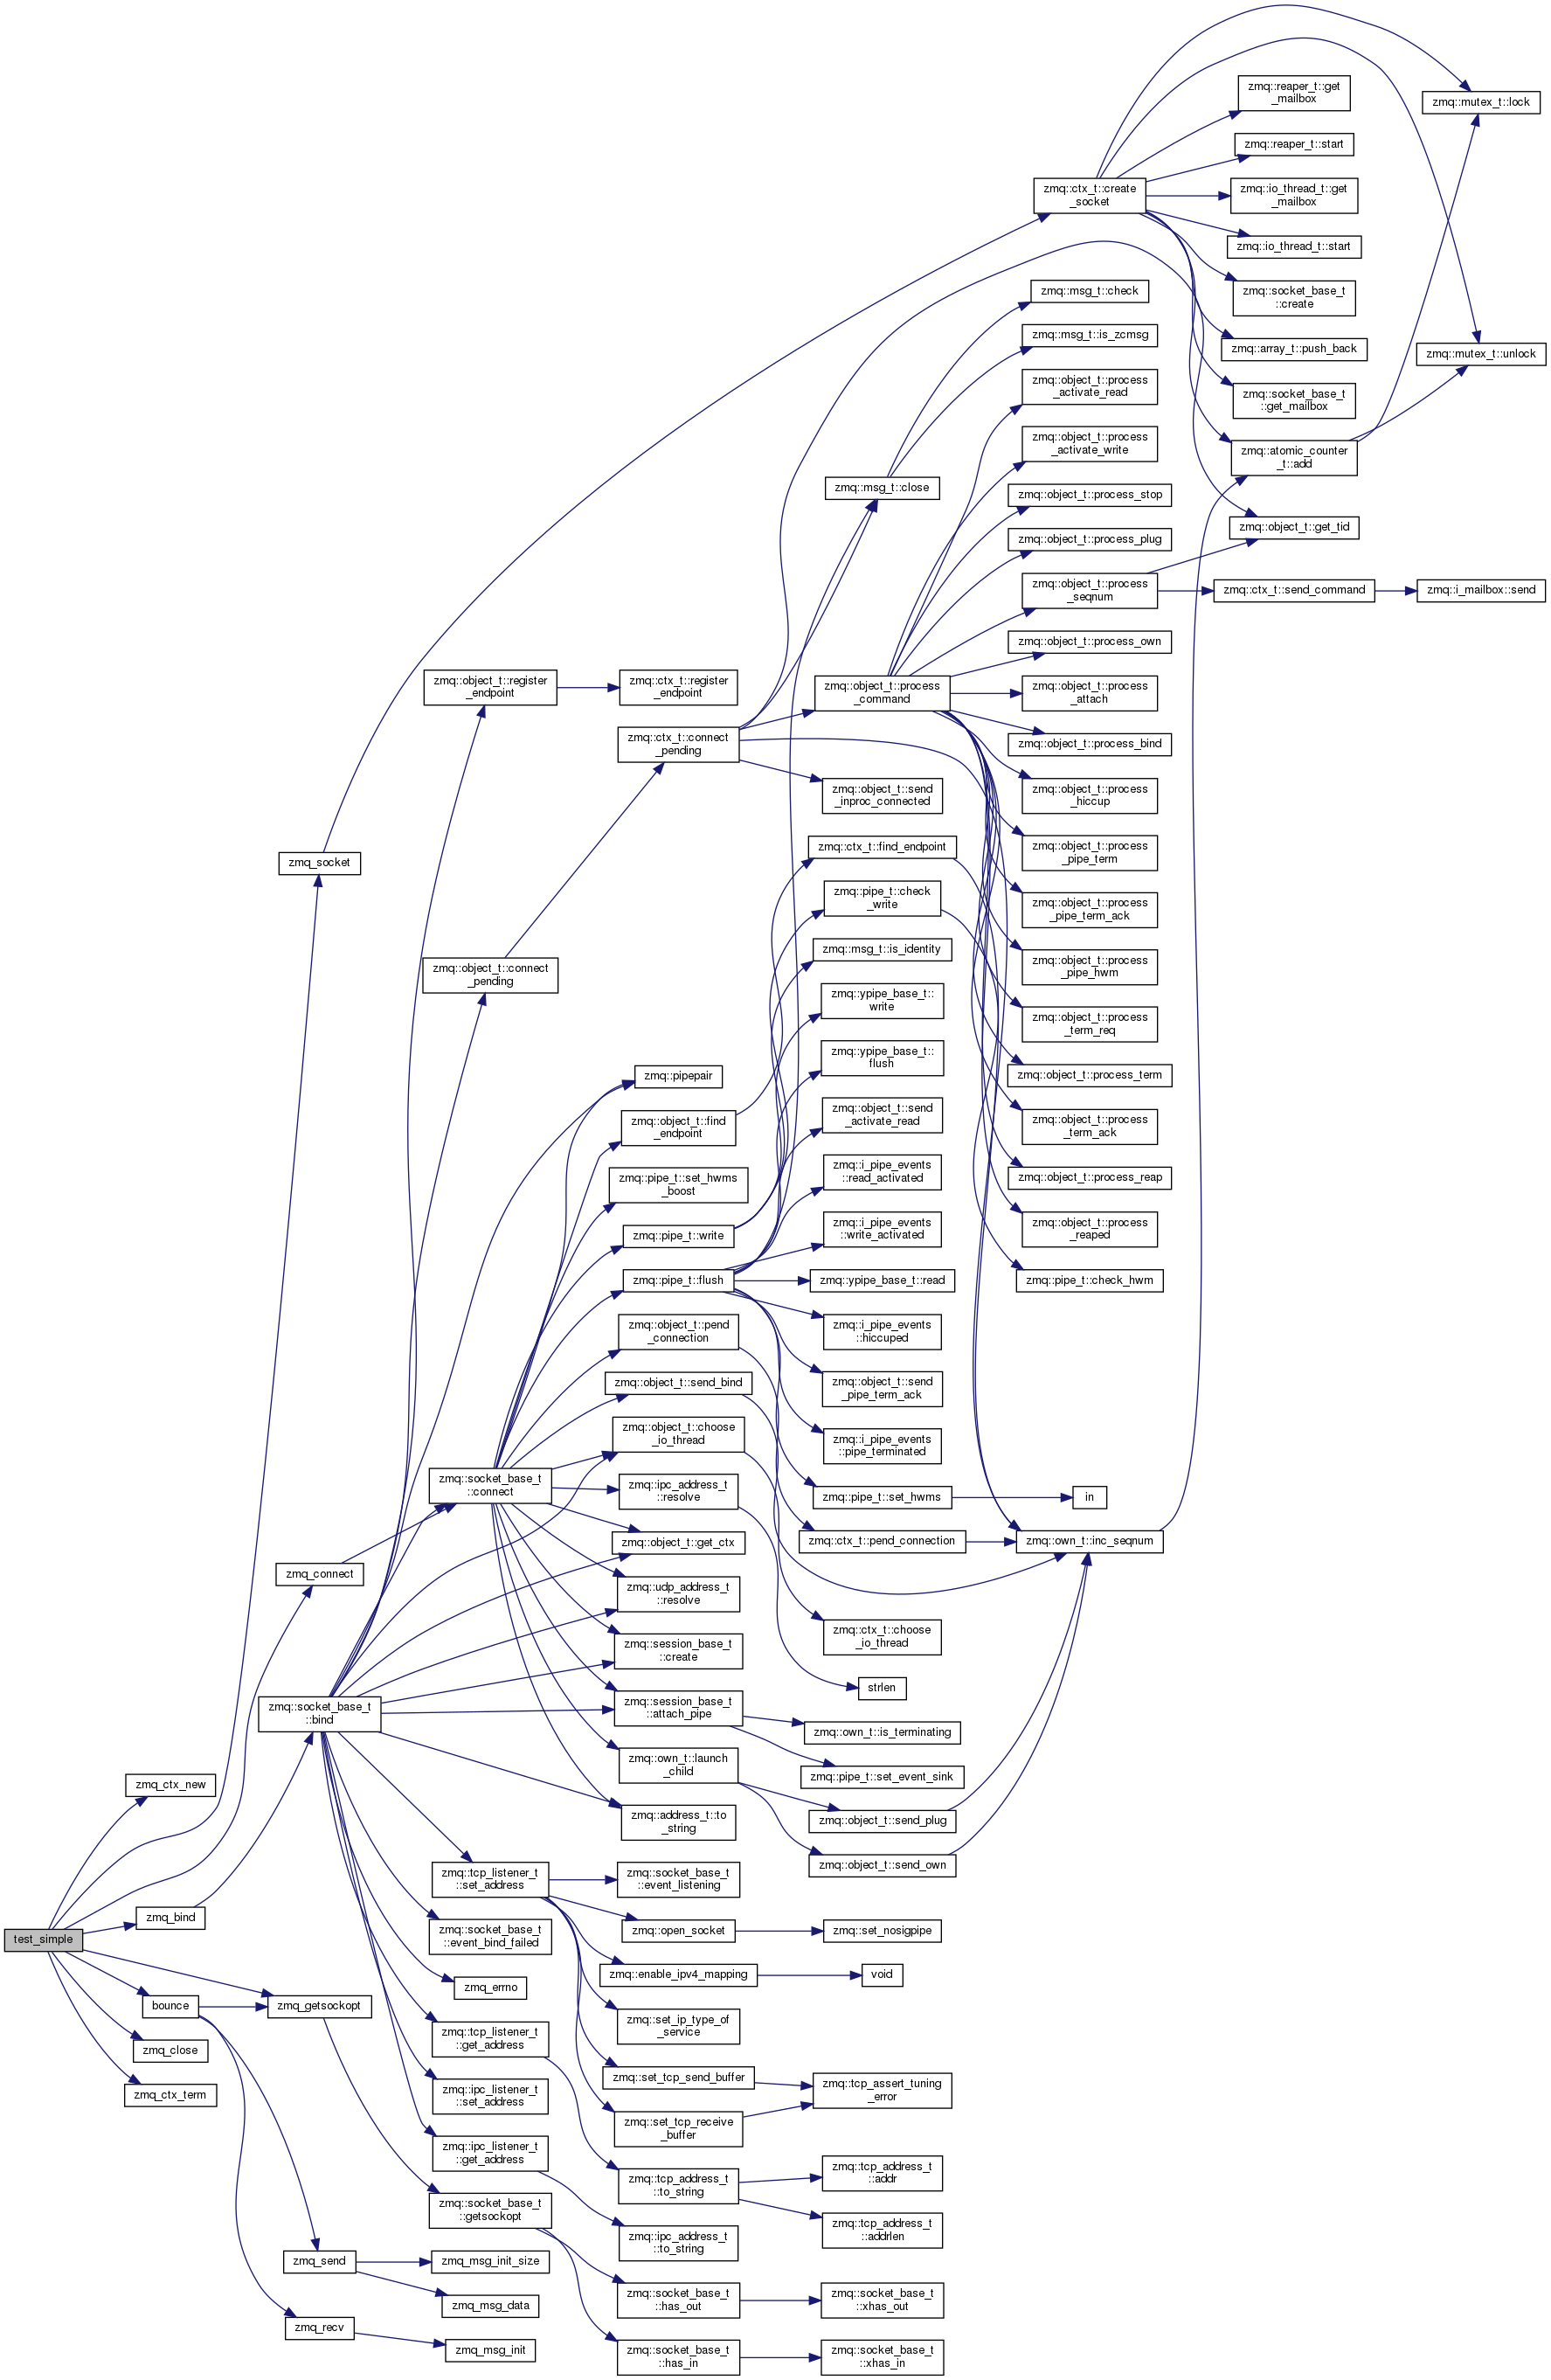 zmq::reaper_t::get
_mailbox
zmq::mutex_t::lock
zmq::reaper_t::start
zmq::ctx_t::create
_socket
zmq::io_thread_t::get
_mailbox
zmq::io_thread_t::start
zmq::msg_t::check
zmq::socket_base_t
::create
zmq::msg_t::is_zcmsg
zmq::array_t::push_back
zmq::mutex_t::unlock
zmq::object_t::process
_activate_read
zmq::socket_base_t
::get_mailbox
zmq::object_t::process
_activate_write
zmq::atomic_counter
_t::add
zmq::msg_t::close
zmq::object_t::process_stop
zmq::object_t::get_tid
zmq::object_t::process_plug
zmq::object_t::process
_seqnum
zmq::ctx_t::send_command
zmq::i_mailbox::send
zmq::object_t::process_own
zmq::object_t::register
_endpoint
zmq::ctx_t::register
_endpoint
zmq::object_t::process
_command
zmq::object_t::process
_attach
zmq::ctx_t::connect
_pending
zmq::object_t::process_bind
zmq::object_t::send
_inproc_connected
zmq::object_t::process
_hiccup
zmq_socket
zmq::ctx_t::find_endpoint
zmq::object_t::process
_pipe_term
zmq::pipe_t::check
_write
zmq::object_t::process
_pipe_term_ack
zmq::object_t::connect
_pending
zmq::msg_t::is_identity
zmq::object_t::process
_pipe_hwm
zmq::ypipe_base_t::
write
zmq::object_t::process
_term_req
zmq::pipepair
zmq::ypipe_base_t::
flush
zmq::object_t::process_term
zmq::object_t::find
_endpoint
zmq::object_t::send
_activate_read
zmq::object_t::process
_term_ack
zmq::pipe_t::set_hwms
_boost
zmq::i_pipe_events
::read_activated
zmq::object_t::process_reap
zmq::pipe_t::write
zmq::i_pipe_events
::write_activated
zmq::object_t::process
_reaped
zmq::pipe_t::flush
zmq::ypipe_base_t::read
zmq::pipe_t::check_hwm
zmq::object_t::pend
_connection
zmq::i_pipe_events
::hiccuped
zmq::object_t::send_bind
zmq::object_t::send
_pipe_term_ack
zmq::object_t::choose
_io_thread
zmq::i_pipe_events
::pipe_terminated
zmq::socket_base_t
::connect
zmq::ipc_address_t
::resolve
zmq::pipe_t::set_hwms
in
zmq::object_t::get_ctx
zmq::ctx_t::pend_connection
zmq::own_t::inc_seqnum
zmq_connect
zmq::udp_address_t
::resolve
zmq::session_base_t
::create
zmq::ctx_t::choose
_io_thread
strlen
zmq::socket_base_t
::bind
zmq::session_base_t
::attach_pipe
zmq::own_t::is_terminating
zmq::own_t::launch
_child
zmq::pipe_t::set_event_sink
zmq_ctx_new
zmq::address_t::to
_string
zmq::object_t::send_plug
zmq::object_t::send_own
zmq::tcp_listener_t
::set_address
zmq::socket_base_t
::event_listening
zmq_bind
zmq::socket_base_t
::event_bind_failed
zmq::open_socket
zmq::set_nosigpipe
test_simple
zmq::enable_ipv4_mapping
void
zmq_errno
bounce
zmq_getsockopt
zmq::set_ip_type_of
_service
zmq::tcp_listener_t
::get_address
zmq_close
zmq::set_tcp_send_buffer
zmq::tcp_assert_tuning
_error
zmq_ctx_term
zmq::ipc_listener_t
::set_address
zmq::set_tcp_receive
_buffer
zmq::ipc_listener_t
::get_address
zmq::tcp_address_t
::to_string
zmq::tcp_address_t
::addr
zmq::socket_base_t
::getsockopt
zmq::tcp_address_t
::addrlen
zmq::ipc_address_t
::to_string
zmq_send
zmq_msg_init_size
zmq_msg_data
zmq::socket_base_t
::has_out
zmq::socket_base_t
::xhas_out
zmq_recv
zmq_msg_init
zmq::socket_base_t
::has_in
zmq::socket_base_t
::xhas_in